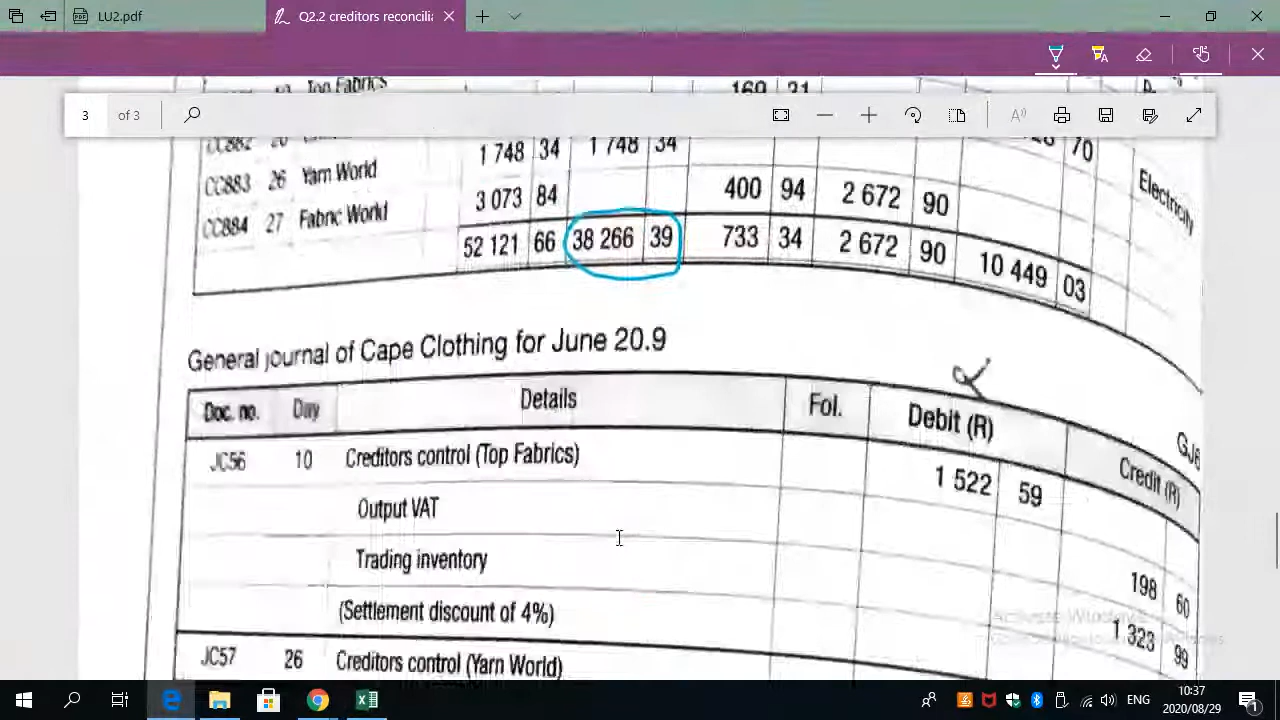 LU2.pdf Q2.2 creditors reconcilia
Top Fabrics 169 31
3 of 3
CC882 70
CC883 26 Yarn World 1 748 34 1 748 34
CC884 27 Fabric World 3 073 84 400 94 2 672 90
52 121 66 38 266 39 733 34 2 672 90 10 449 03
Electricity
General journal of Cape Clothing for June 20.9
GJ6
Doc. no. Day Details Fol. Debit (R) Credit (R)
JC56 10 Creditors control (Top Fabrics) 1 522 59
Output VAT 198 60
Trading inventory 1 323 99
(Settlement discount of 4%)
JC57 26 Creditors control (Yarn World)
Activate Windows
ENG 10:37
2020/08/29